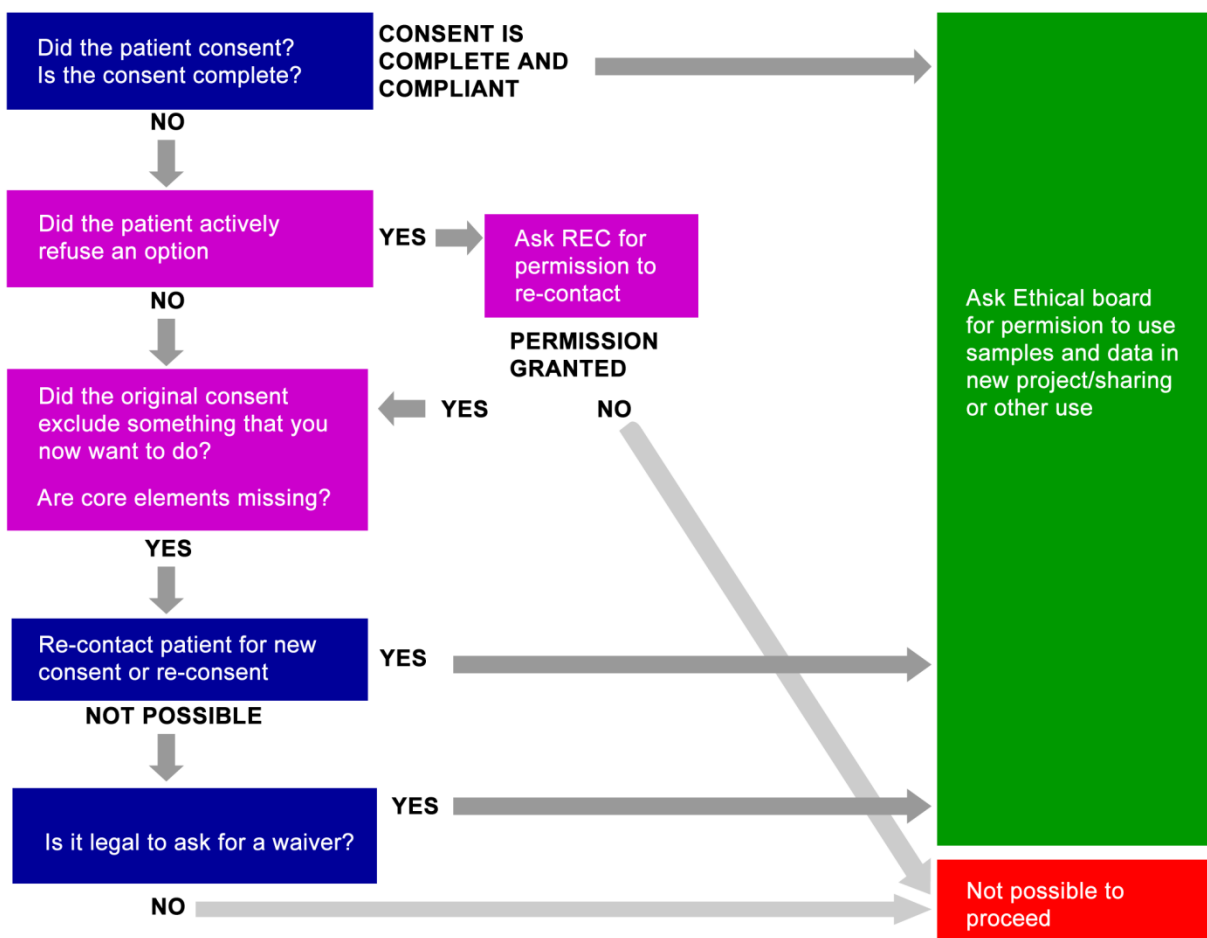 Did the patient consent?
Is the consent complete?
CONSENT IS
COMPLETE AND
COMPLIANT
NO
Did the patient actively
refuse an option
YES
Ask REC for
permission to
re-contact
NO
PERMISSION
GRANTED
Did the original consent
exclude something that you
now want to do?
Are core elements missing?
YES
NO
YES
Re-contact patient for new
consent or re-consent
YES
NOT POSSIBLE
Is it legal to ask for a waiver?
YES
NO
Ask Ethical board
for permision to use
samples and data in
new project/sharing
or other use
Not possible to
proceed